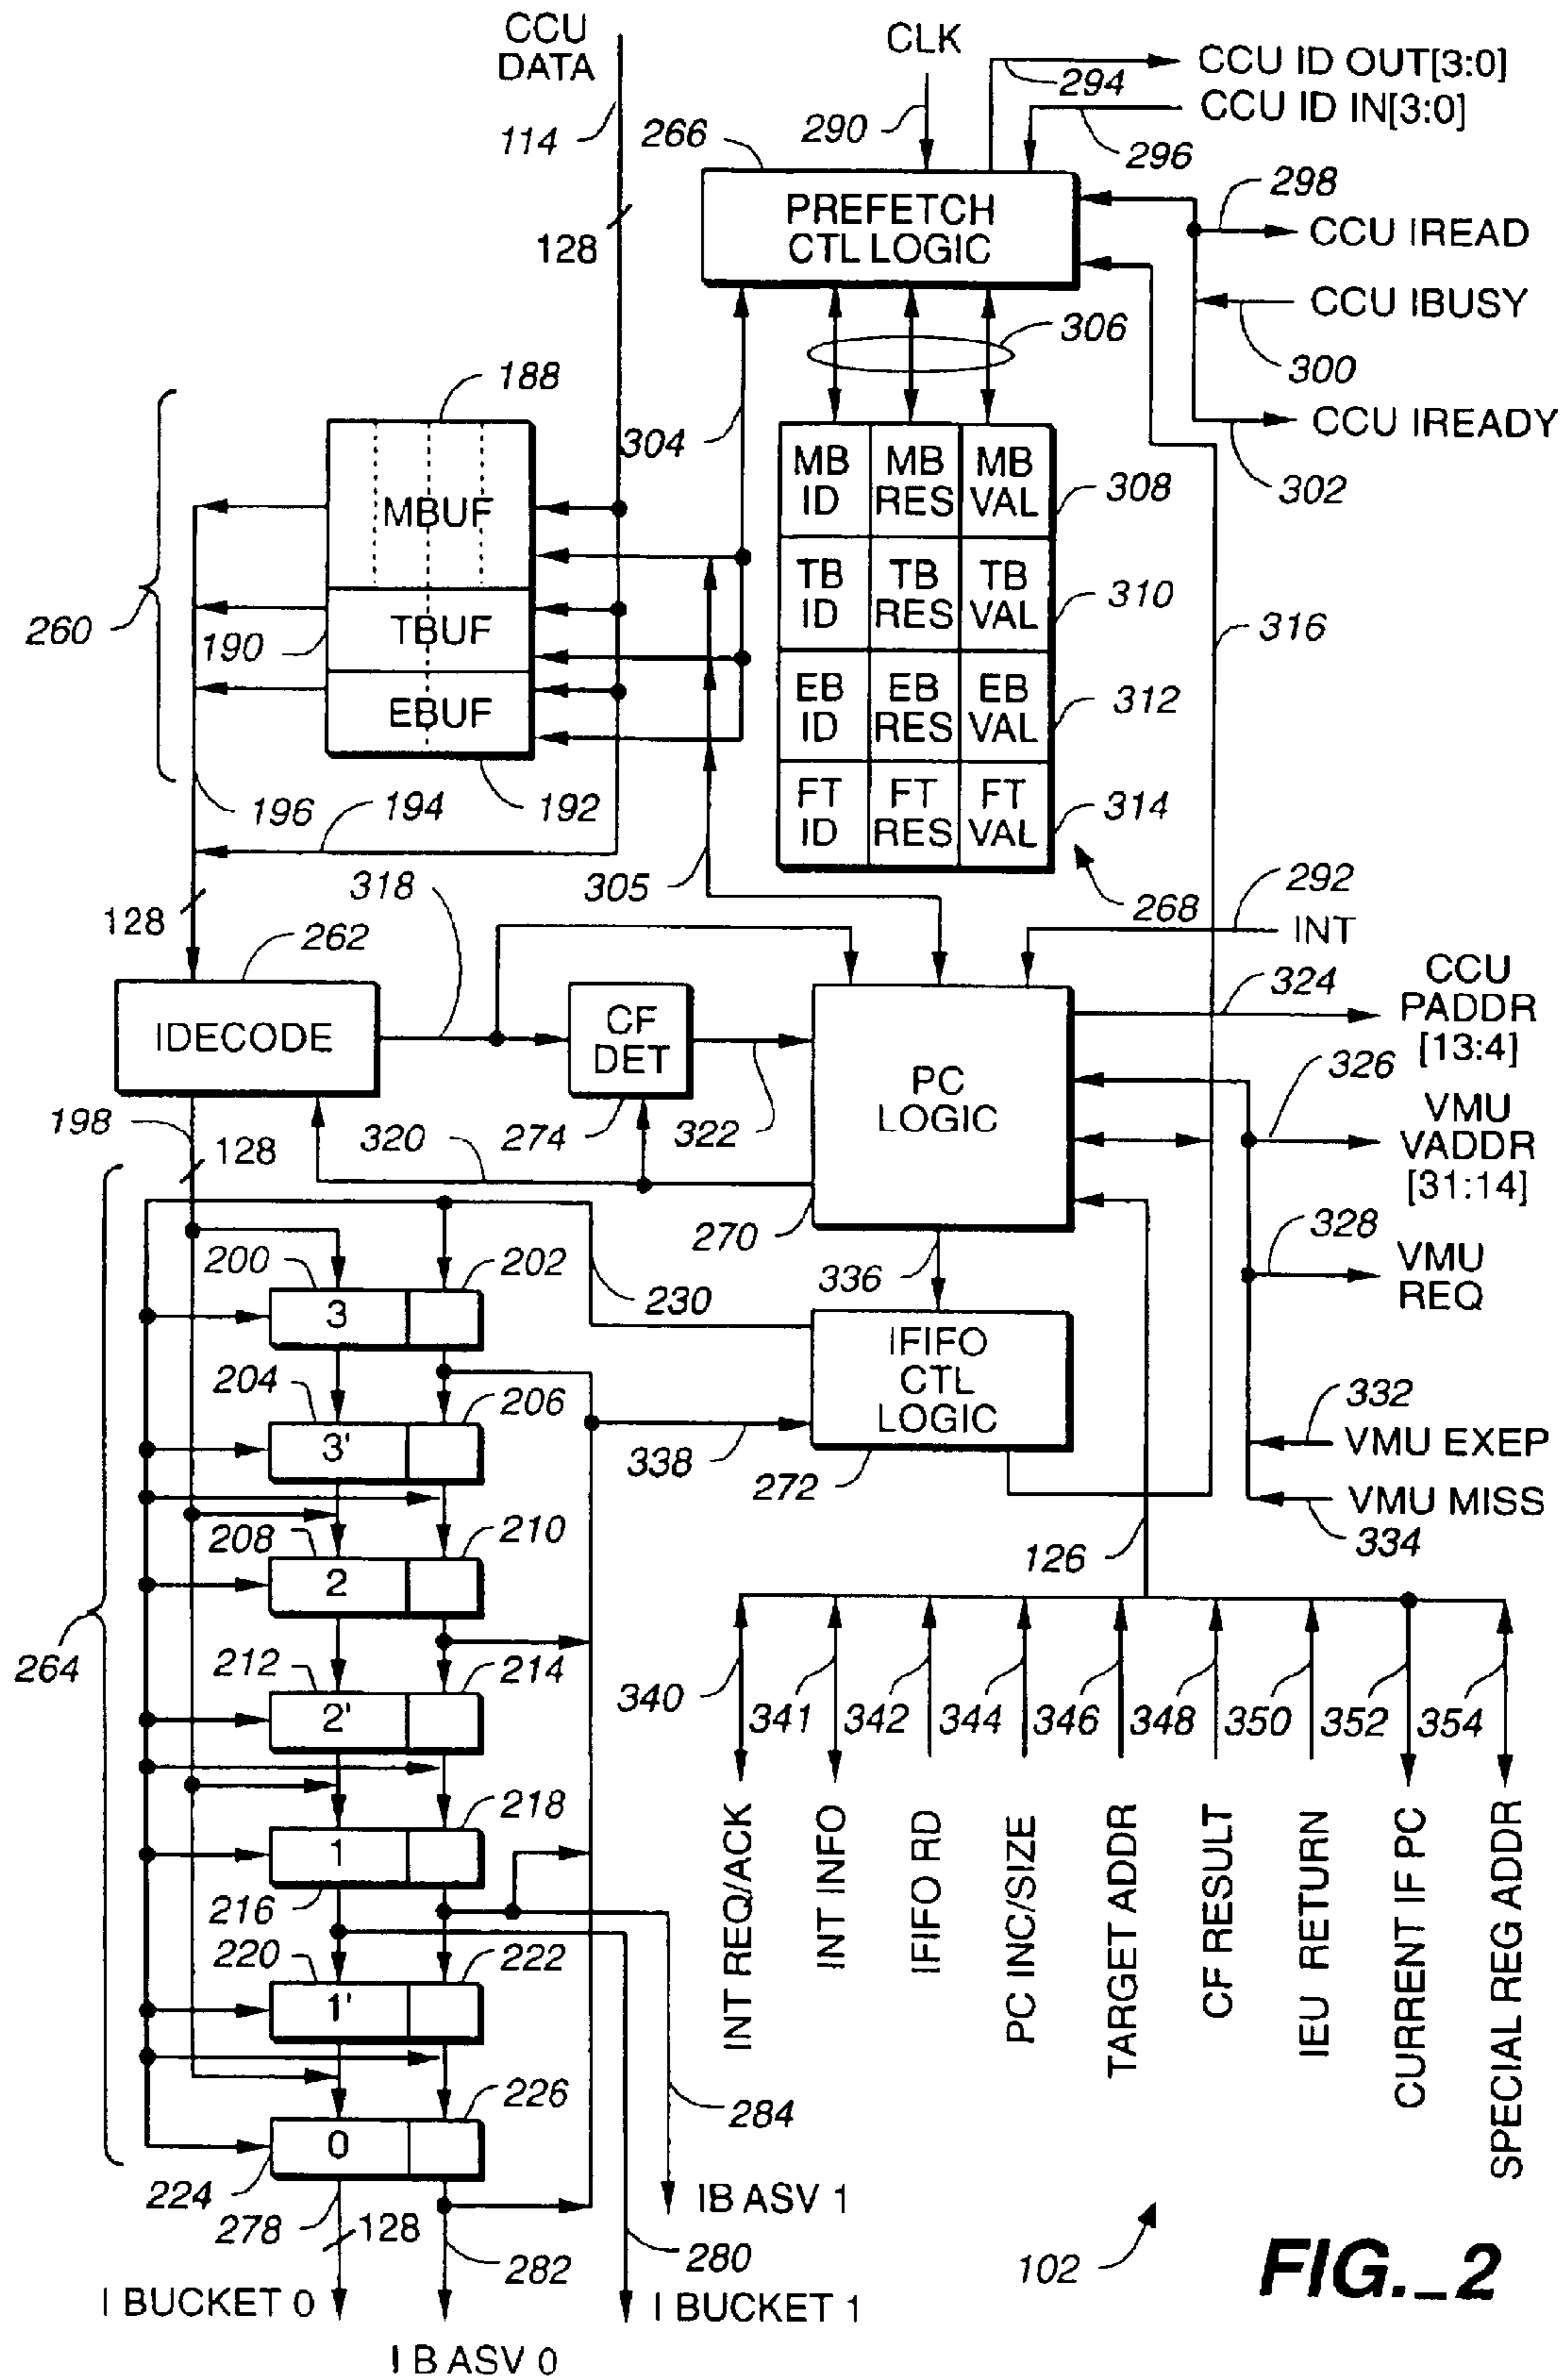 CCU
DATA
CLK
CCU ID OUT[3:0]
294
CCU ID IN[3:0]
290
296
114
266
298
PREFETCH
CTL LOGIC
CCU IREAD
128
CCU IBUSY
306
300
188
304
CCU IREADY
302
MBUF
MB ID
MB RES
MB VAL
308
TB ID
TB RES
TB VAL
310
260
190
TBUF
316
EB ID
EB RES
EB VAL
312
EBUF
FT ID
FT RES
FT VAL
314
196
194
192
305
318
268
292
INT
128
262
CCU
PADDR
[13:4]
324
IDECODE
CF
DET
PC
LOGIC
326
VMU
VADDR
[31:14]
198
128
320
274
322
270
328
VMU
REQ
200
202
230
336
3
IFIFO
CTL
LOGIC
204
206
332
3'
338
272
VMU EXEP
VMU MISS
334
208
210
126
2
264
212
214
340
341
342
344
346
348
350
352
354
2'
218
1
216
INT REQ/ACK
INT INFO
IFIFO RD
PC INC/SIZE
TARGET ADDR
CF RESULT
IEU RETURN
CURRENT IF PC
SPECIAL REG ADDR
220
222
1'
226
284
0
224
278
128
IB ASV 1
282
280
102
FIG._2
I BUCKET 0
I BUCKET 1
I B ASV 0